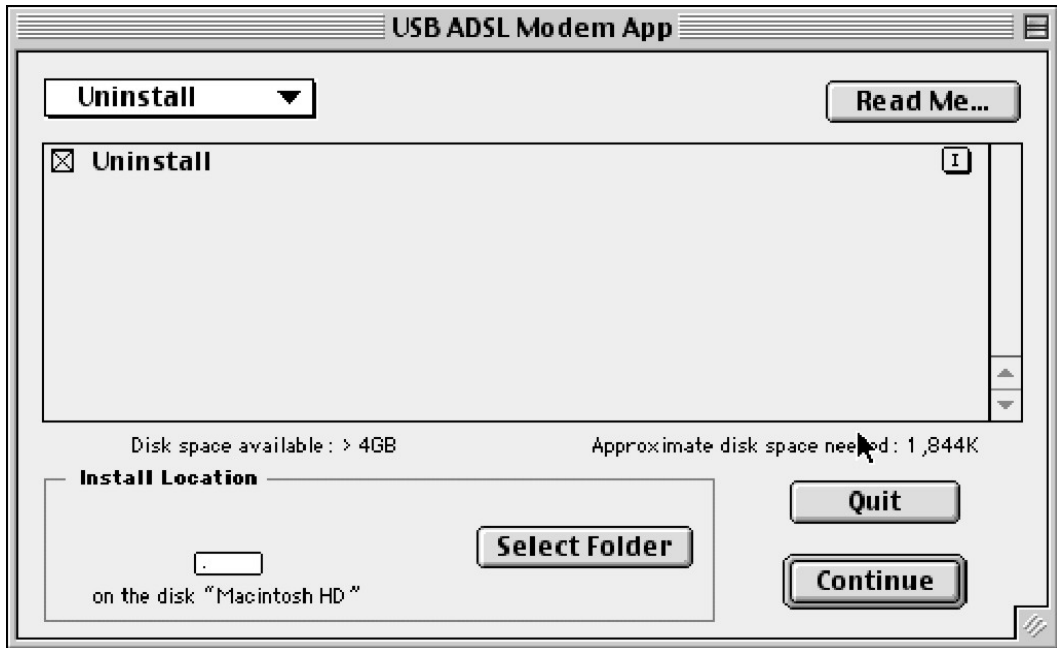 USB ADSL Modem App
Uninstall
Read Me...
Uninstall
I
Disk space available : > 4GB
Approximate disk space needed : 1,844K
Install Location
Quit
Select Folder
on the disk “Macintosh HD”
Continue